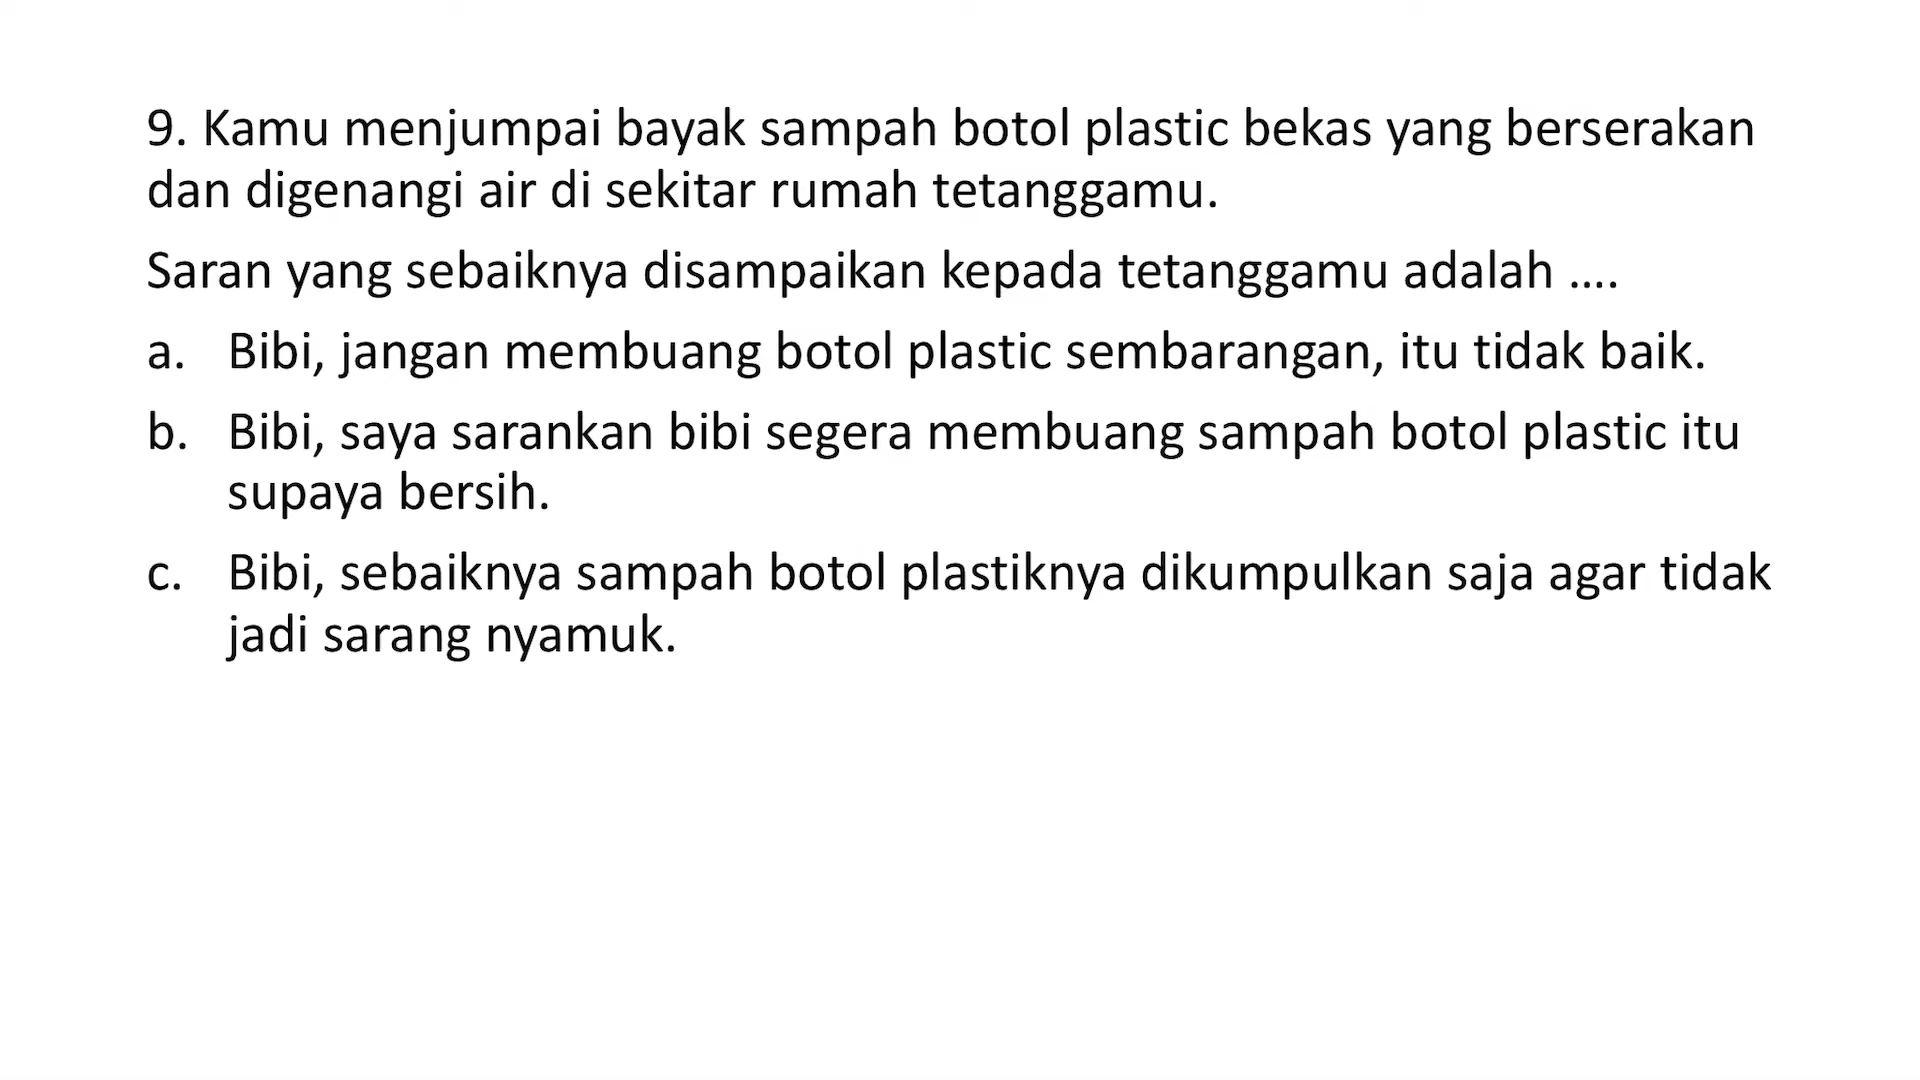 9. Kamu menjumpai bayak sampah botol plastic bekas yang berserakan
dan digenangi air di sekitar rumah tetanggamu.
Saran yang sebaiknya disampaikan kepada tetanggamu adalah ....
a. Bibi, jangan membuang botol plastic sembarangan, itu tidak baik.
b. Bibi, saya sarankan bibi segera membuang sampah botol plastic itu
supaya bersih.
c. Bibi, sebaiknya sampah botol plastiknya dikumpulkan saja agar tidak
jadi sarang nyamuk.